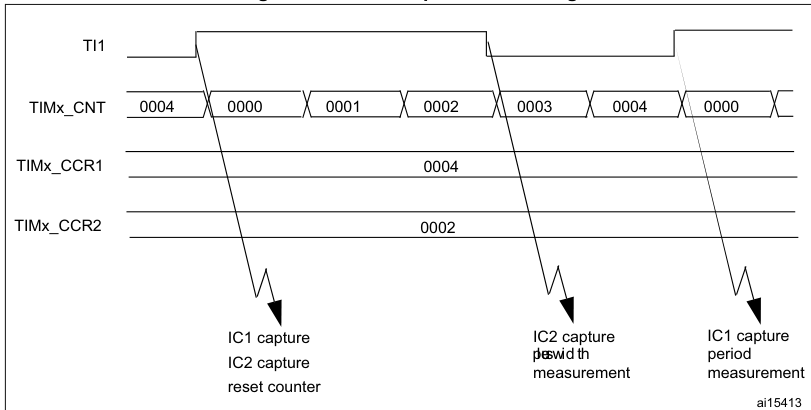 TI1
TIMx_CNT 0004 0000 0001 0002 0003 0004 0000
TIMx_CCR1 0004
TIMx_CCR2 0002
IC1 capture
IC2 capture
reset counter
IC2 capture
measurement
IC1 capture
period
measurement
ai15413